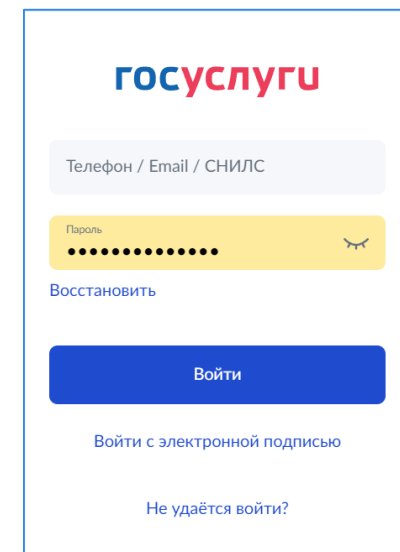 госуслуги
Телефон / Email / СНИЛС
Пароль
••••••••••••••
Восстановить
Войти
Войти с электронной подписью
Не удаётся войти?